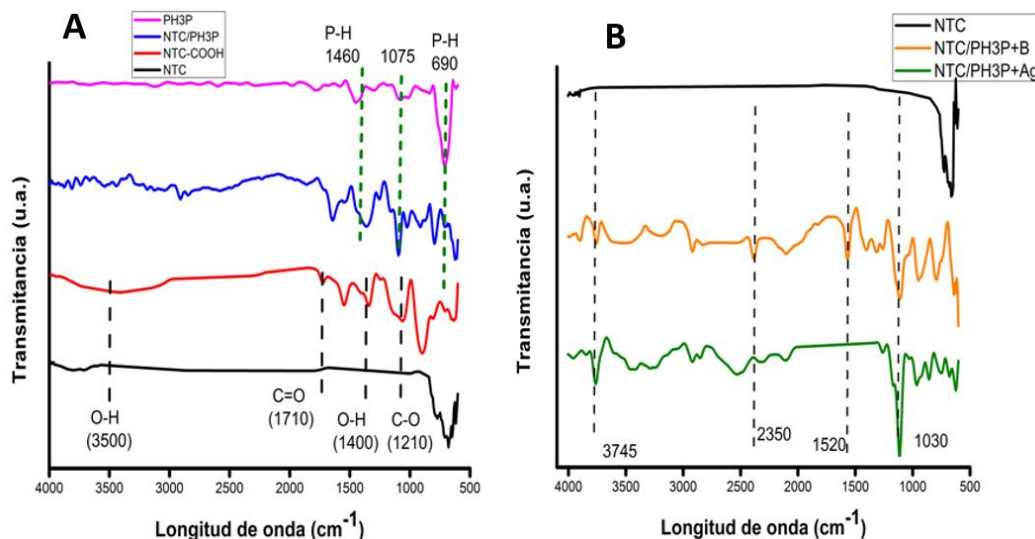 A
PH3P
NTC/PH3P
NTC-COOH
NTC
P-H
1460
1075
P-H
690
O-H
(3500)
C=O
(1710)
O-H
(1400)
C-O
(1210)
Transmitancia (u.a.)
4000 3500 3000 2500 2000 1500 1000 500
Longitud de onda (cm⁻¹)
B
NTC
NTC/PH3P+B
NTC/PH3P+Ag
3745
2350
1520
1030
Transmitancia (u.a.)
4000 3500 3000 2500 2000 1500 1000 500
Longitud de onda (cm⁻¹)